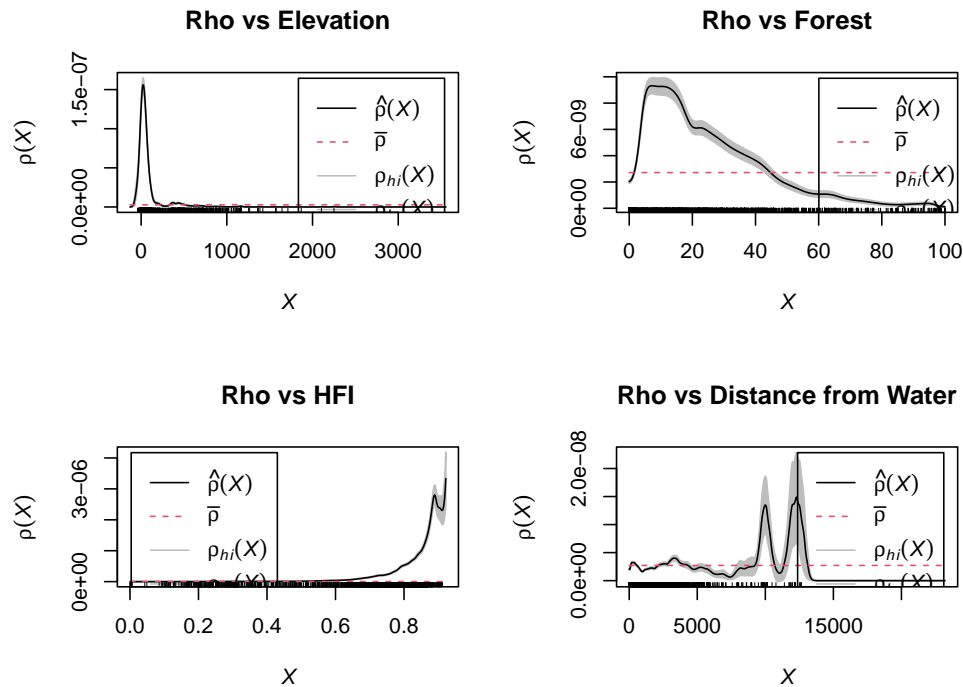 Rho vs Elevation
ρ(X)
0.0e+00 1.5e−07
ρ̂(X)
ρ̄
ρhi(X)
0 1000 2000 3000
X
Rho vs Forest
ρ(X)
0e+00 6e−09
ρ̂(X)
ρ̄
ρhi(X)
0 20 40 60 80 100
X
Rho vs HFI
ρ(X)
0e+00 3e−06
ρ̂(X)
ρ̄
ρhi(X)
0.0 0.2 0.4 0.6 0.8
X
Rho vs Distance from Water
ρ(X)
0.0e+00 2.0e−08
ρ̂(X)
ρ̄
ρhi(X)
0 5000 15000
X